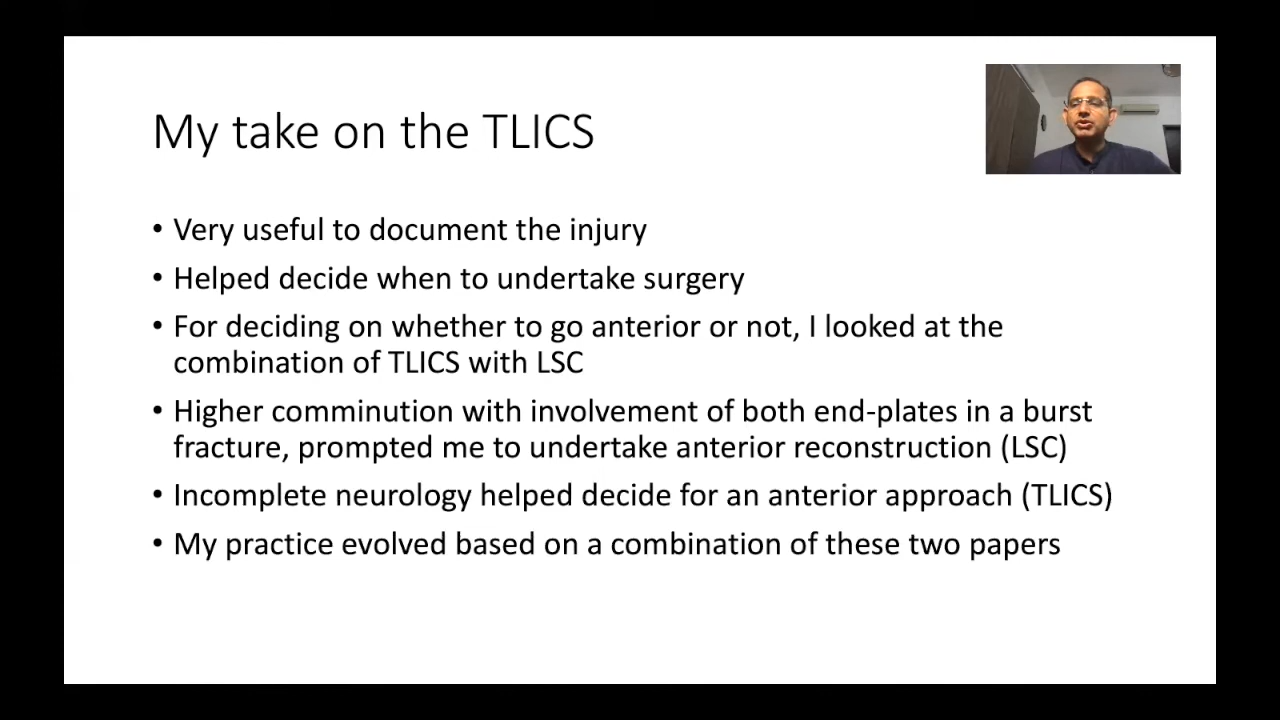 My take on the TLICS
• Very useful to document the injury
• Helped decide when to undertake surgery
• For deciding on whether to go anterior or not, I looked at the
combination of TLICS with LSC
• Higher comminution with involvement of both end-plates in a burst
fracture, prompted me to undertake anterior reconstruction (LSC)
• Incomplete neurology helped decide for an anterior approach (TLICS)
• My practice evolved based on a combination of these two papers